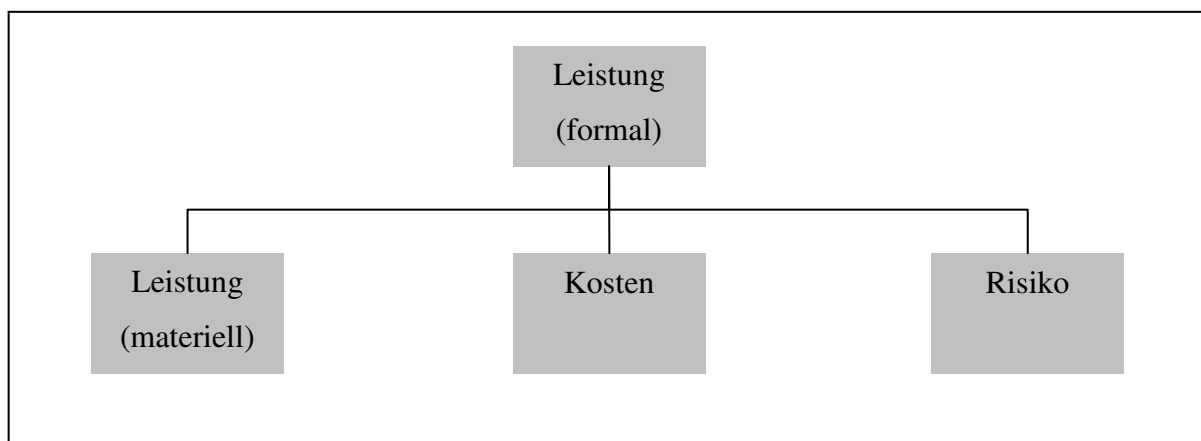 Leistung
(formal)
Leistung
(materiell)
Kosten
Risiko